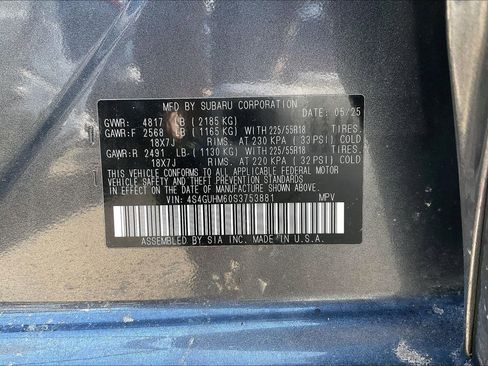 MFD BY SUBARU CORPORATION DATE: 05/25
GVWR: 4817 LB (2185 KG)
GAWR:F 2568 LB (1165 KG) WITH 225/55R18 TIRES.
18X7J RIMS. AT 230 KPA (33 PSI) COLD
GAWR:R 2491 LB (1130 KG) WITH 225/55R18 TIRES.
18X7J RIMS. AT 220 KPA (32 PSI) COLD
THIS VEHICLE CONFORMS TO ALL APPLICABLE FEDERAL MOTOR
VEHICLE SAFETY AND THEFT PREVENTION STANDARDS IN
EFFECT ON THE DATE OF MANUFACTURE SHOWN ABOVE.
VIN: 4S4GUHM60S3753881 MPV
ASSEMBLED BY SIA INC. MADE IN U.S.A.